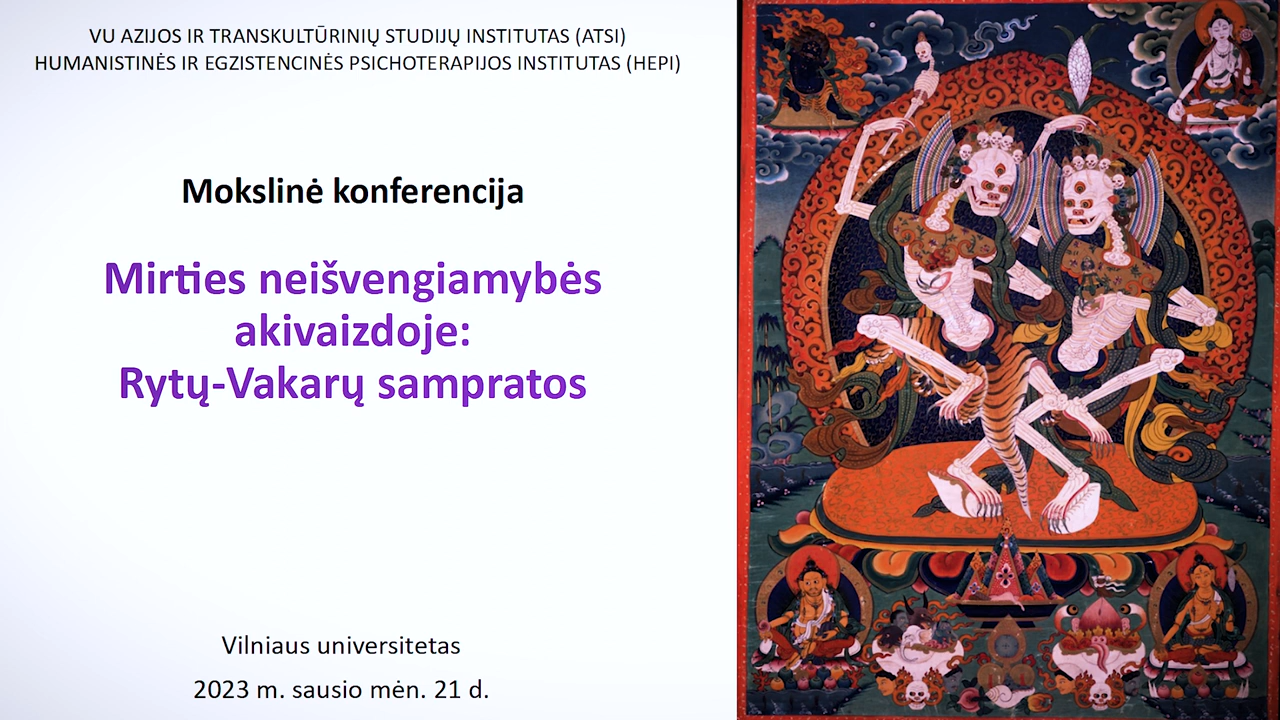 VU AZIJOS IR TRANSKULTŪRINIŲ STUDIJŲ INSTITUTAS (ATSI)
HUMANISTINĖS IR EGZISTENCINĖS PSICHOTERAPIJOS INSTITUTAS (HEPI)
Mokslinė konferencija
Mirties neišvengiamybės
akivaizdoje:
Rytų-Vakarų sampratos
Vilniaus universitetas
2023 m. sausio mėn. 21 d.